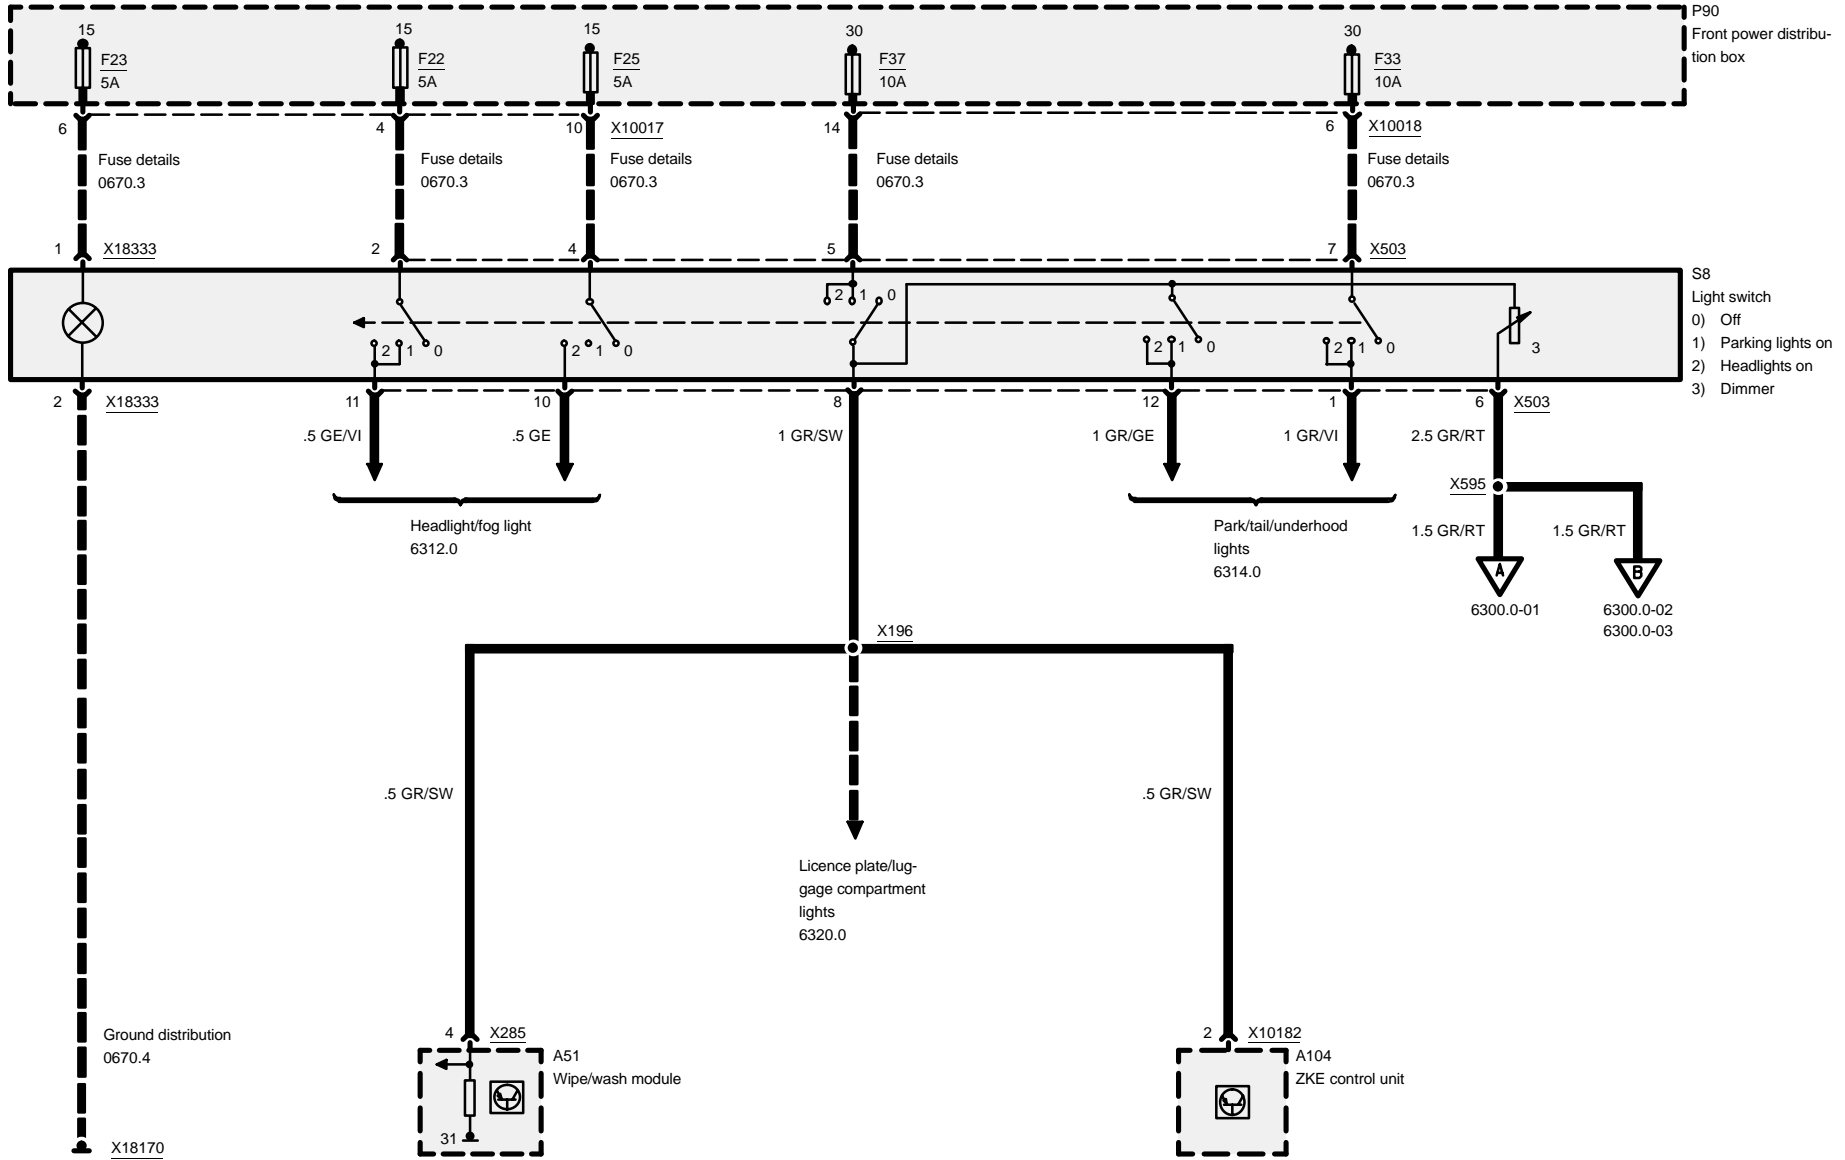 15 15 15 30 30
P90
Front power distribu-
tion box
F23 F22 F25 F37 F33
5A 5A 5A 10A 10A
6 4 10 X10017 14 6 X10018
Fuse details Fuse details Fuse details Fuse details Fuse details
0670.3 0670.3 0670.3 0670.3 0670.3
1 X18333 2 4 5 7 X503
S8
Light switch
0) Off
1) Parking lights on
2) Headlights on
3) Dimmer
2 1 0
2 1 0
2 1 0
2 1 0
2 1 0
3
2 X18333 11 10 8 12 1 6 X503
.5 GE/VI .5 GE 1 GR/SW 1 GR/GE 1 GR/VI 2.5 GR/RT
X595
Headlight/fog light
6312.0
Park/tail/underhood
lights
6314.0
1.5 GR/RT 1.5 GR/RT
A B
6300.0-01
6300.0-02
6300.0-03
X196
.5 GR/SW .5 GR/SW
Licence plate/lug-
gage compartment
lights
6320.0
Ground distribution
0670.4
4 X285
A51
Wipe/wash module
31
2 X10182
A104
ZKE control unit
X18170